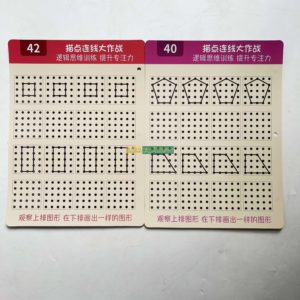 42
描点连线大作战
逻辑思维训练 提升专注力
观察上排图形 在下排画出一样的图形
40
描点连线大作战
逻辑思维训练 提升专注力
观察上排图形 在下排画出一样的图形